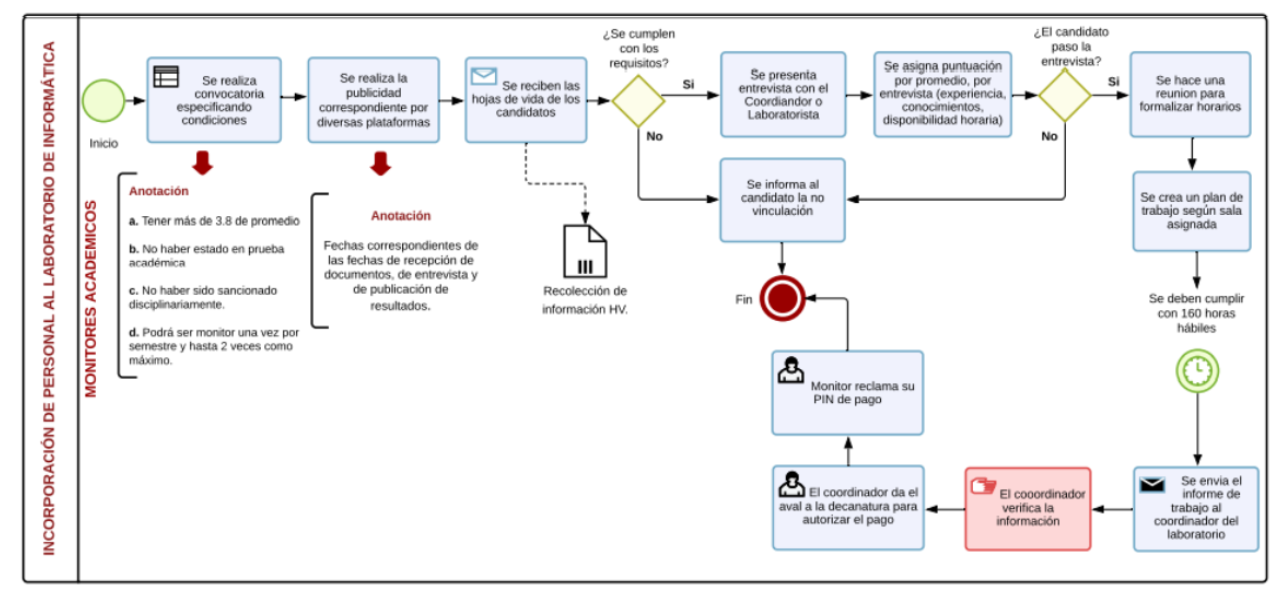 INCORPORACIÓN DE PERSONAL AL LABORATORIO DE INFORMÁTICA
MONITORES ACADEMICOS
Inicio
Se realiza
convocatoria
especificando
condiciones
Anotación
a. Tener más de 3.8 de promedio
b. No haber estado en prueba
académica
c. No haber sido sancionado
disciplinariamente.
d. Podrá ser monitor una vez por
semestre y hasta 2 veces como
máximo.
Se realiza la
publicidad
correspondiente por
diversas plataformas
Anotación
Fechas correspondientes de
las fechas de recepción de
documentos, de entrevista y
de publicación de
resultados.
Se reciben las
hojas de vida de los
candidatos
Recolección de
información HV.
¿Se cumplen
con los
requisitos?
Si
No
Se presenta
entrevista con el
Coordiandor o
Laboratorista
Se asigna puntuación
por promedio, por
entrevista (experiencia,
conocimientos,
disponibilidad horaria)
¿El candidato
paso la
entrevista?
Si
No
Se informa al
candidato la no
vinculación
Fin
Se hace una
reunion para
formalizar horarios
Se crea un plan de
trabajo según sala
asignada
Se deben cumplir
con 160 horas
hábiles
Se envia el
informe de
trabajo al
coordinador del
laboratorio
El cooordinador
verifica la
información
El coordinador da el
aval a la decanatura para
autorizar el pago
Monitor reclama su
PIN de pago